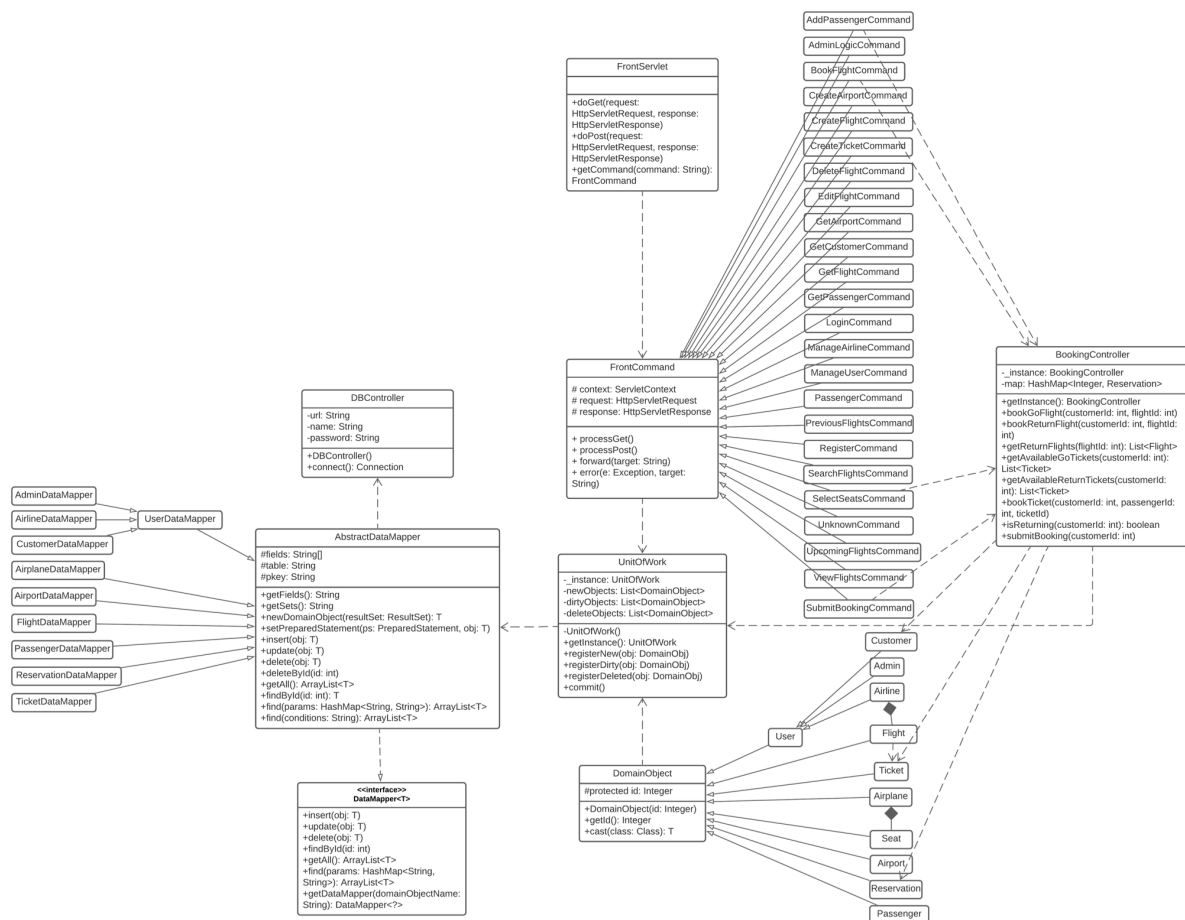 AddPassengerCommand
AdminLogicCommand
BookFlightCommand
CreateAirportCommand
CreateFlightCommand
CreateTicketCommand
DeleteFlightCommand
EditFlightCommand
GetAirportCommand
GetCustomerCommand
GetFlightCommand
GetPassengerCommand
LoginCommand
ManageAirlineCommand
ManageUserCommand
PassengerCommand
PreviousFlightsCommand
RegisterCommand
SearchFlightsCommand
SelectSeatsCommand
UnknownCommand
UpcomingFlightsCommand
ViewFlightsCommand
SubmitBookingCommand
FrontServlet
+doGet(request:
HttpServletRequest, response:
HttpServletResponse)
+doPost(request:
HttpServletRequest, response:
HttpServletResponse)
+getCommand(command: String):
FrontCommand
FrontCommand
# context: ServletContext
# request: HttpServletRequest
# response: HttpServletResponse
+ processGet()
+ processPost()
+ forward(target: String)
+ error(e: Exception, target:
String)
BookingController
-_instance: BookingController
-map: HashMap<Integer, Reservation>
+getInstance(): BookingController
+bookGoFlight(customerId: int, flightId: int)
+bookReturnFlight(customerId: int, flightId:
int)
+getReturnFlights(flightId: int): List<Flight>
+getAvailableGoTickets(customerId: int):
List<Ticket>
+getAvailableReturnTickets(customerId:
int): List<Ticket>
+bookTicket(customerId: int, passengerId:
int, ticketId)
+isReturning(customerId: int): boolean
+submitBooking(customerId: int)
DBController
-url: String
-name: String
-password: String
+DBController()
+connect(): Connection
AdminDataMapper
AirlineDataMapper
CustomerDataMapper
UserDataMapper
AirplaneDataMapper
AirportDataMapper
FlightDataMapper
PassengerDataMapper
ReservationDataMapper
TicketDataMapper
AbstractDataMapper
#fields: String[]
#table: String
#pkey: String
+getFields(): String
+getSets(): String
+newDomainObject(resultSet: ResultSet): T
+setPreparedStatement(ps: PreparedStatement, obj: T)
+insert(obj: T)
+update(obj: T)
+delete(obj: T)
+deleteById(id: int)
+getAll(): ArrayList<T>
+findById(id: int): T
+find(params: HashMap<String, String>): ArrayList<T>
+find(conditions: String): ArrayList<T>
UnitOfWork
-_instance: UnitOfWork
-newObjects: List<DomainObject>
-dirtyObjects: List<DomainObject>
-deleteObjects: List<DomainObject>
-UnitOfWork()
+getInstance(): UnitOfWork
+registerNew(obj: DomainObj)
+registerDirty(obj: DomainObj)
+registerDeleted(obj: DomainObj)
+commit()
<<interface>>
DataMapper<T>
+insert(obj: T)
+update(obj: T)
+delete(obj: T)
+findById(id: int)
+getAll(): ArrayList<T>
+find(params: HashMap<String,
String>): ArrayList<T>
+getDataMapper(domainObjectName:
String): DataMapper<?>
DomainObject
#protected id: Integer
+DomainObject(id: Integer)
+getId(): Integer
+cast(class: Class): T
Customer
Admin
Airline
User
Flight
Ticket
Airplane
Seat
Airport
Reservation
Passenger